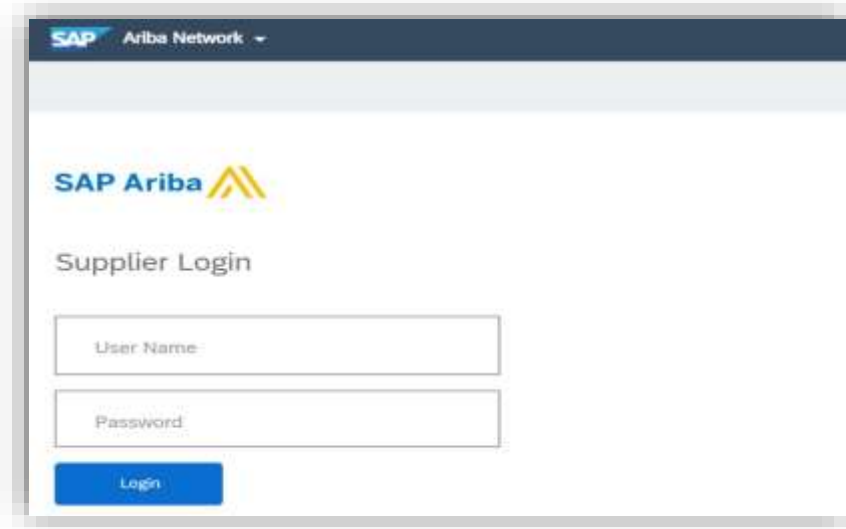 SAP Ariba Network
SAP Ariba
Supplier Login
User Name
Password
Login